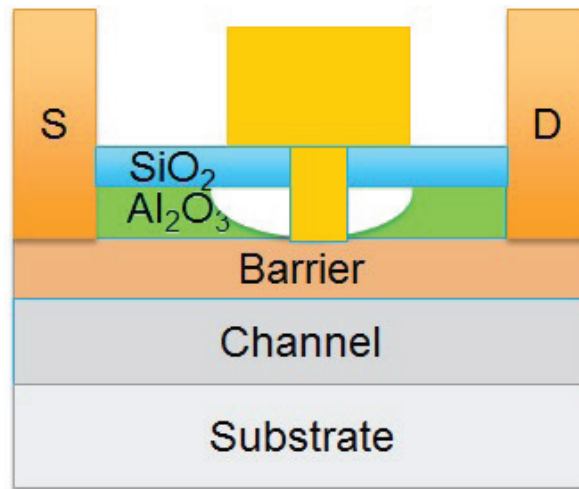 S
D
SiO₂
Al₂O₃
Barrier
Channel
Substrate